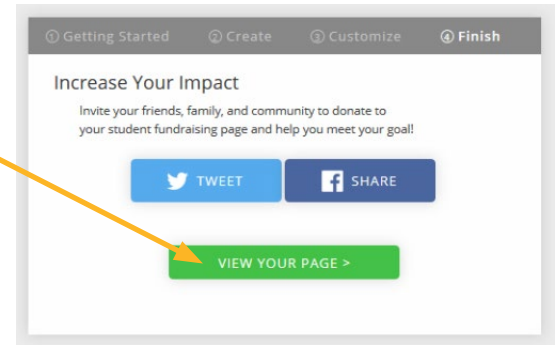 ① Getting Started ② Create ③ Customize ④ Finish
Increase Your Impact
Invite your friends, family, and community to donate to
your student fundraising page and help you meet your goal!
TWEET SHARE
VIEW YOUR PAGE >